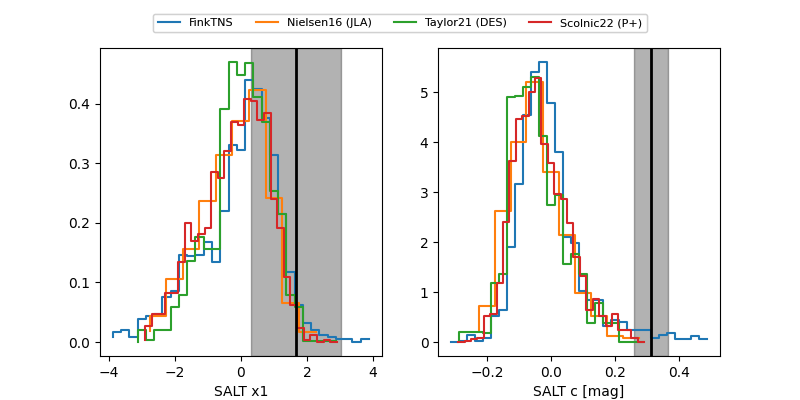 FinkTNS Nielsen16 (JLA) Taylor21 (DES) Scolnic22 (P+)
0.4
0.3
0.2
0.1
0.0
−4 −2 0 2 4
SALT x1
5
4
3
2
1
0
−0.2 0.0 0.2 0.4
SALT c [mag]